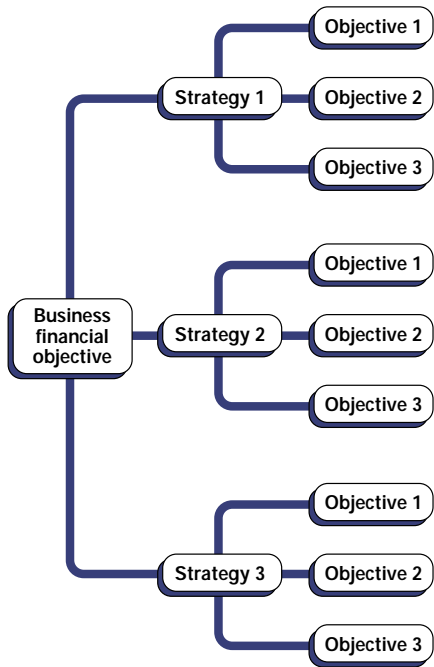 Objective 1
Strategy 1
Objective 2
Objective 3
Objective 1
Business
financial
objective
Strategy 2
Objective 2
Objective 3
Objective 1
Strategy 3
Objective 2
Objective 3